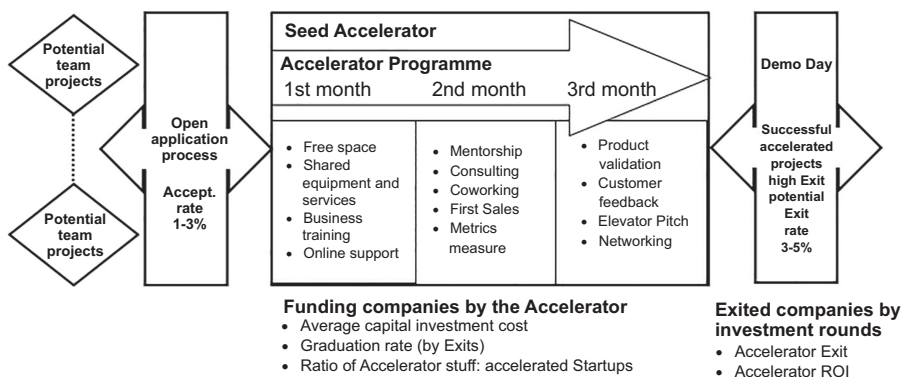 Potential
team
projects
Potential
team
projects
Open
application
process
Accept.
rate
1-3%
Seed Accelerator
Accelerator Programme
1st month
2nd month
3rd month
• Free space
• Shared
equipment and
services
• Business
training
• Online support
• Mentorship
• Consulting
• Coworking
• First Sales
• Metrics
measure
• Product
validation
• Customer
feedback
• Elevator Pitch
• Networking
Demo Day
Successful
accelerated
projects
high Exit
potential
Exit
rate
3-5%
Funding companies by the Accelerator
• Average capital investment cost
• Graduation rate (by Exits)
• Ratio of Accelerator stuff: accelerated Startups
Exited companies by
investment rounds
• Accelerator Exit
• Accelerator ROI